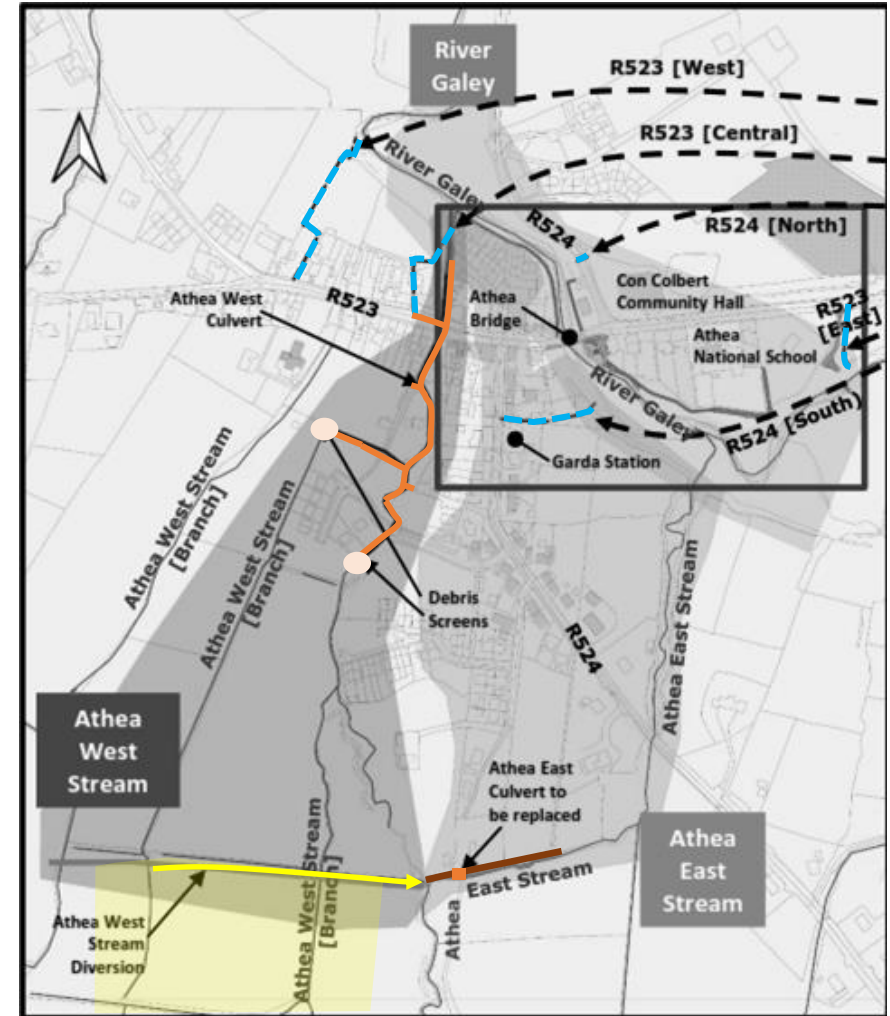 River
Galey
R523 [West]
R523 [Central]
River Galey
R524
R524 [North]
Con Colbert
Community Hall
R523
[East]
Athea West
Culvert
R523
Athea
Bridge
Athea
National School
River Galey
R524 [South)
Garda Station
Athea West Stream
[Branch]
Athea West Stream
[Branch]
Debris
Screens
R524
Athea East Stream
Athea
West
Stream
Athea East
Culvert to
be replaced
Athea
East
Stream
Athea West Stream
[Branch]
East Stream
Athea
Athea West
Stream
Diversion